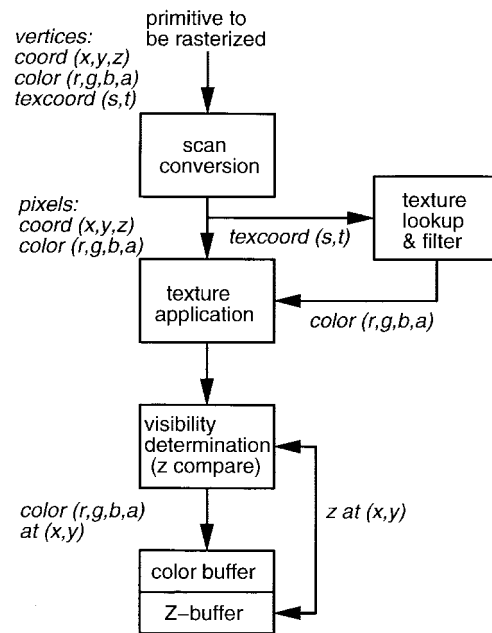 primitive to
be rasterized
vertices:
coord (x,y,z)
color (r,g,b,a)
texcoord (s,t)
scan
conversion
pixels:
coord (x,y,z)
color (r,g,b,a)
texcoord (s,t)
texture
lookup
& filter
texture
application
color (r,g,b,a)
visibility
determination
(z compare)
color (r,g,b,a)
at (x,y)
z at (x,y)
color buffer
Z-buffer